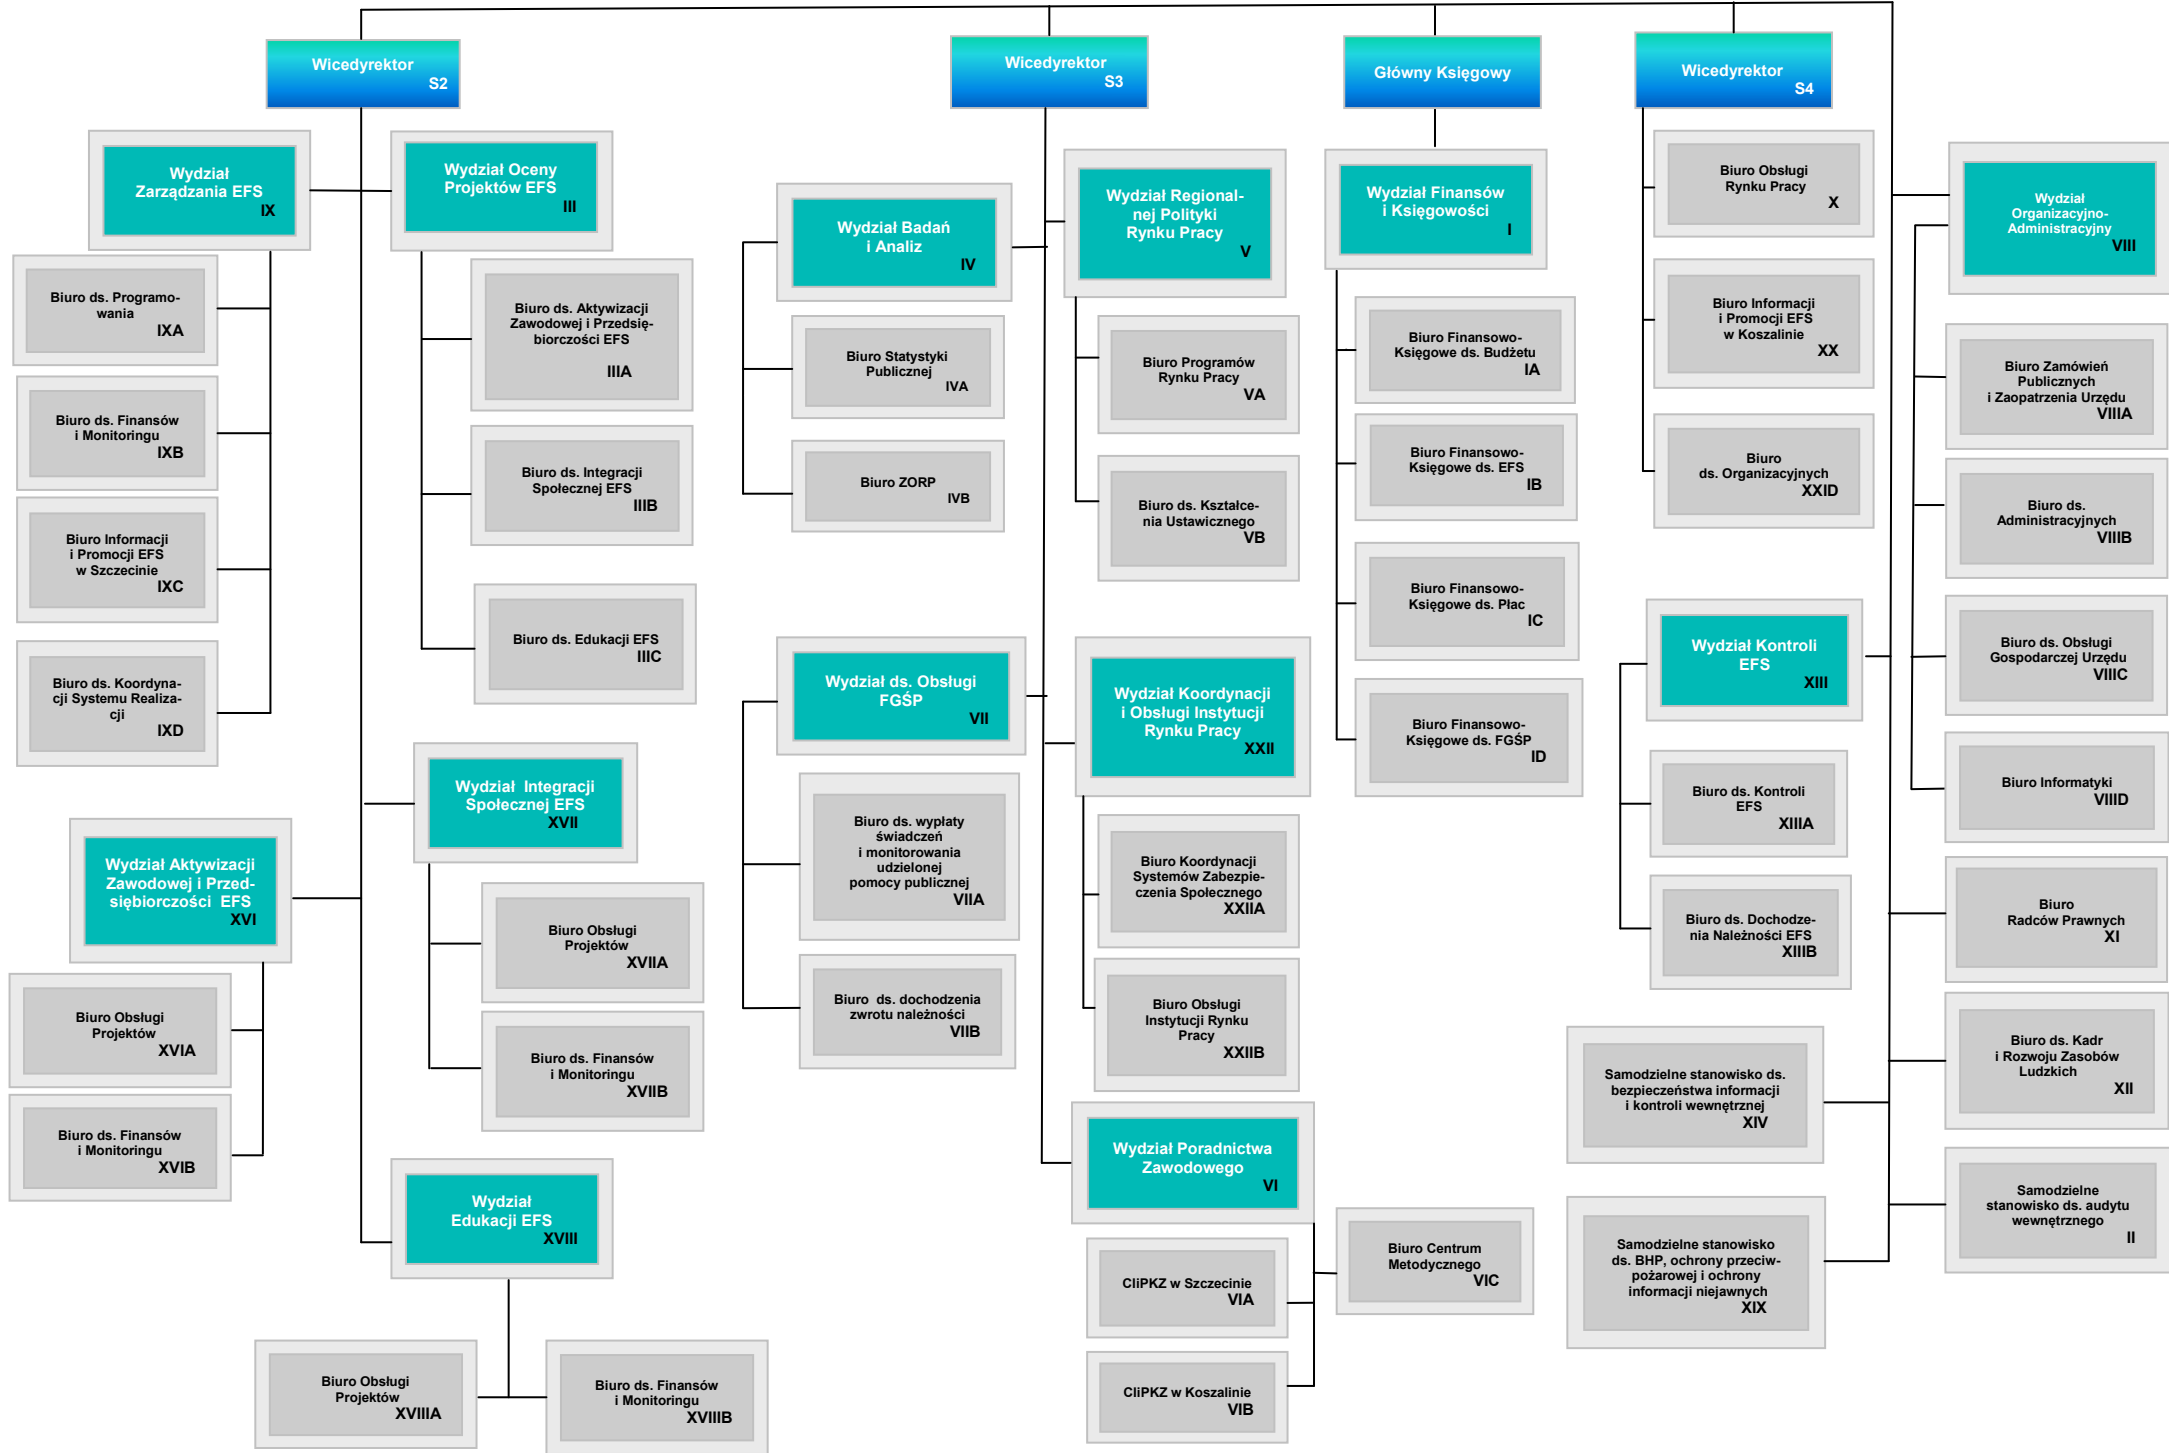 Wicedyrektor
S2
Wicedyrektor
S3
Główny Księgowy
Wicedyrektor
S4
Wydział
Zarządzania EFS
IX
Biuro ds. Programo-
wania
IXA
Biuro ds. Finansów
i Monitoringu
IXB
Biuro Informacji
i Promocji EFS
w Szczecinie
IXC
Biuro ds. Koordyna-
cji Systemu Realiza-
cji
IXD
Wydział Oceny
Projektów EFS
III
Biuro ds. Aktywizacji
Zawodowej i Przedsię-
biorczości EFS
IIIA
Biuro ds. Integracji
Społecznej EFS
IIIB
Biuro ds. Edukacji EFS
IIIC
Wydział Aktywizacji
Zawodowej i Przed-
siębiorczości EFS
XVI
Biuro Obsługi
Projektów
XVIA
Biuro ds. Finansów
i Monitoringu
XVIB
Wydział Integracji
Społecznej EFS
XVII
Biuro Obsługi
Projektów
XVIIA
Biuro ds. Finansów
i Monitoringu
XVIIB
Wydział
Edukacji EFS
XVIII
Biuro Obsługi
Projektów
XVIIIA
Biuro ds. Finansów
i Monitoringu
XVIIIB
Wydział Badań
i Analiz
IV
Biuro Statystyki
Publicznej
IVA
Biuro ZORP
IVB
Wydział Regional-
nej Polityki
Rynku Pracy
V
Biuro Programów
Rynku Pracy
VA
Biuro ds. Kształce-
nia Ustawicznego
VB
Wydział ds. Obsługi
FGŚP
VII
Biuro ds. wypłaty
świadczeń
i monitorowania
udzielonej
pomocy publicznej
VIIA
Biuro ds. dochodzenia
zwrotu należności
VIIB
Wydział Koordynacji
i Obsługi Instytucji
Rynku Pracy
XXII
Biuro Koordynacji
Systemów Zabezpie-
czenia Społecznego
XXIIA
Biuro Obsługi
Instytucji Rynku
Pracy
XXIIB
Wydział Poradnictwa
Zawodowego
VI
CIiPKZ w Szczecinie
VIA
CIiPKZ w Koszalinie
VIB
Biuro Centrum
Metodycznego
VIC
Wydział Finansów
i Księgowości
I
Biuro Finansowo-
Księgowe ds. Budżetu
IA
Biuro Finansowo-
Księgowe ds. EFS
IB
Biuro Finansowo-
Księgowe ds. Płac
IC
Biuro Finansowo-
Księgowe ds. FGŚP
ID
Biuro Obsługi
Rynku Pracy
X
Biuro Informacji
i Promocji EFS
w Koszalinie
XX
Biuro
ds. Organizacyjnych
XXID
Wydział Kontroli
EFS
XIII
Biuro ds. Kontroli
EFS
XIIIA
Biuro ds. Dochodze-
nia Należności EFS
XIIIB
Samodzielne stanowisko ds.
bezpieczeństwa informacji
i kontroli wewnętrznej
XIV
Samodzielne stanowisko
ds. BHP, ochrony przeciw-
pożarowej i ochrony
informacji niejawnych
XIX
Wydział
Organizacyjno-
Administracyjny
VIII
Biuro Zamówień
Publicznych
i Zaopatrzenia Urzędu
VIIIA
Biuro ds.
Administracyjnych
VIIIB
Biuro ds. Obsługi
Gospodarczej Urzędu
VIIIC
Biuro Informatyki
VIIID
Biuro
Radców Prawnych
XI
Biuro ds. Kadr
i Rozwoju Zasobów
Ludzkich
XII
Samodzielne
stanowisko ds. audytu
wewnętrznego
II